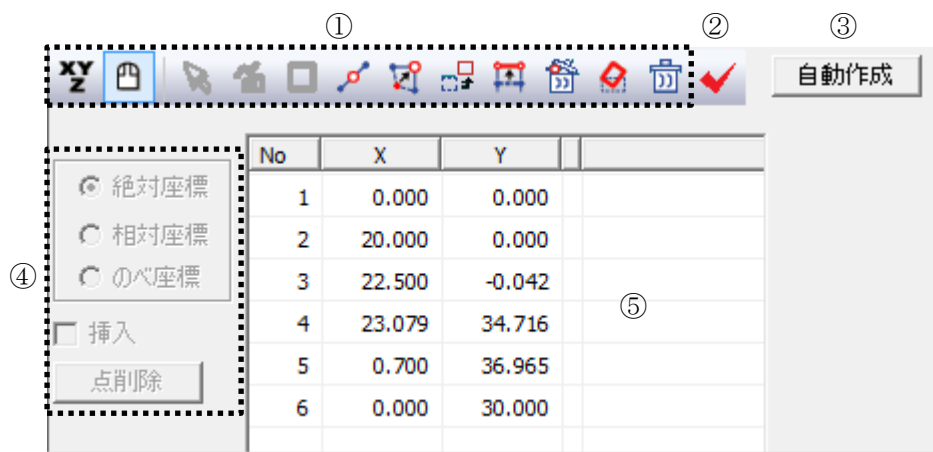 ① ② ③
XY
Z
自動作成
No X Y
④ 絶対座標
相対座標
のべ座標
挿入
点削除
1 0.000 0.000
2 20.000 0.000
3 22.500 -0.042
4 23.079 34.716
5 0.700 36.965
6 0.000 30.000
⑤